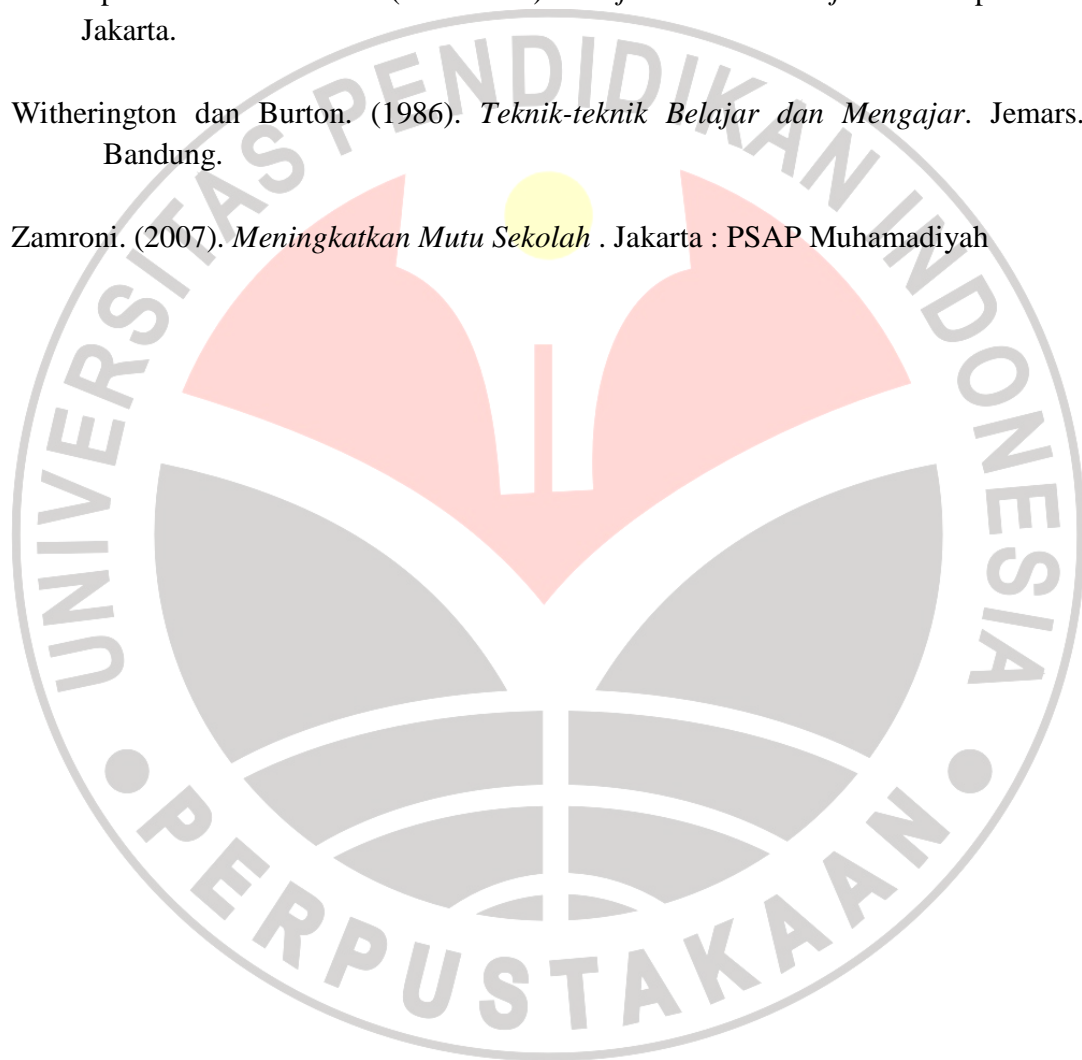 Jakarta.
Witherington dan Burton. (1986). Teknik-teknik Belajar dan Mengajar. Jemars.
Bandung.
Zamroni. (2007). Meningkatkan Mutu Sekolah . Jakarta : PSAP Muhamadiyah
UNIVERSITAS PENDIDIKAN INDONESIA
PERPUSTAKAAN